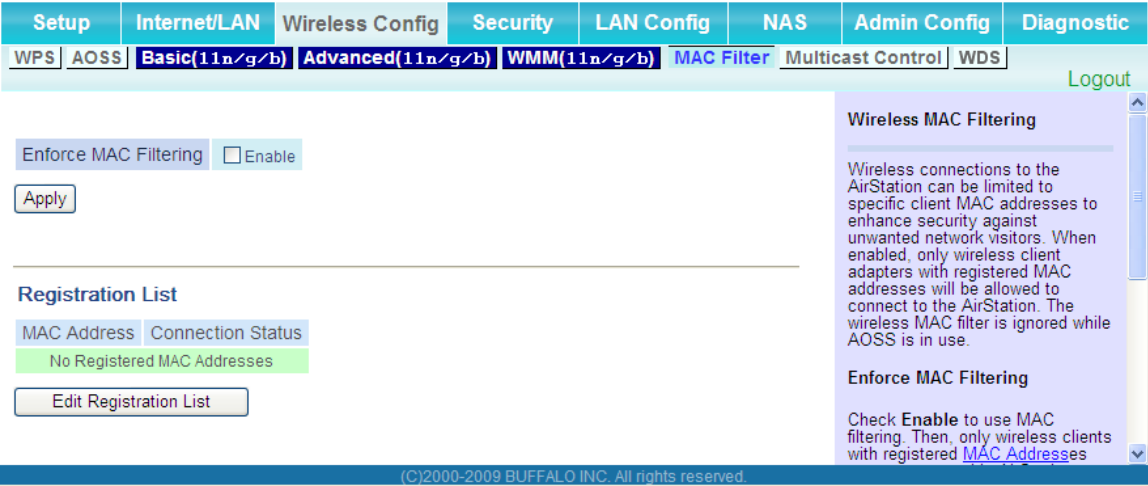 Setup Internet/LAN Wireless Config Security LAN Config NAS Admin Config Diagnostic
WPS AOSS Basic(11n/g/b) Advanced(11n/g/b) WMM(11n/g/b) MAC Filter Multicast Control WDS
Logout
Enforce MAC Filtering Enable
Apply
Registration List
MAC Address Connection Status
No Registered MAC Addresses
Edit Registration List
Wireless MAC Filtering
Wireless connections to the
AirStation can be limited to
specific client MAC addresses to
enhance security against
unwanted network visitors. When
enabled, only wireless client
adapters with registered MAC
addresses will be allowed to
connect to the AirStation. The
wireless MAC filter is ignored while
AOSS is in use.
Enforce MAC Filtering
Check Enable to use MAC
filtering. Then, only wireless clients
with registered MAC Addresses
(C)2000-2009 BUFFALO INC. All rights reserved.